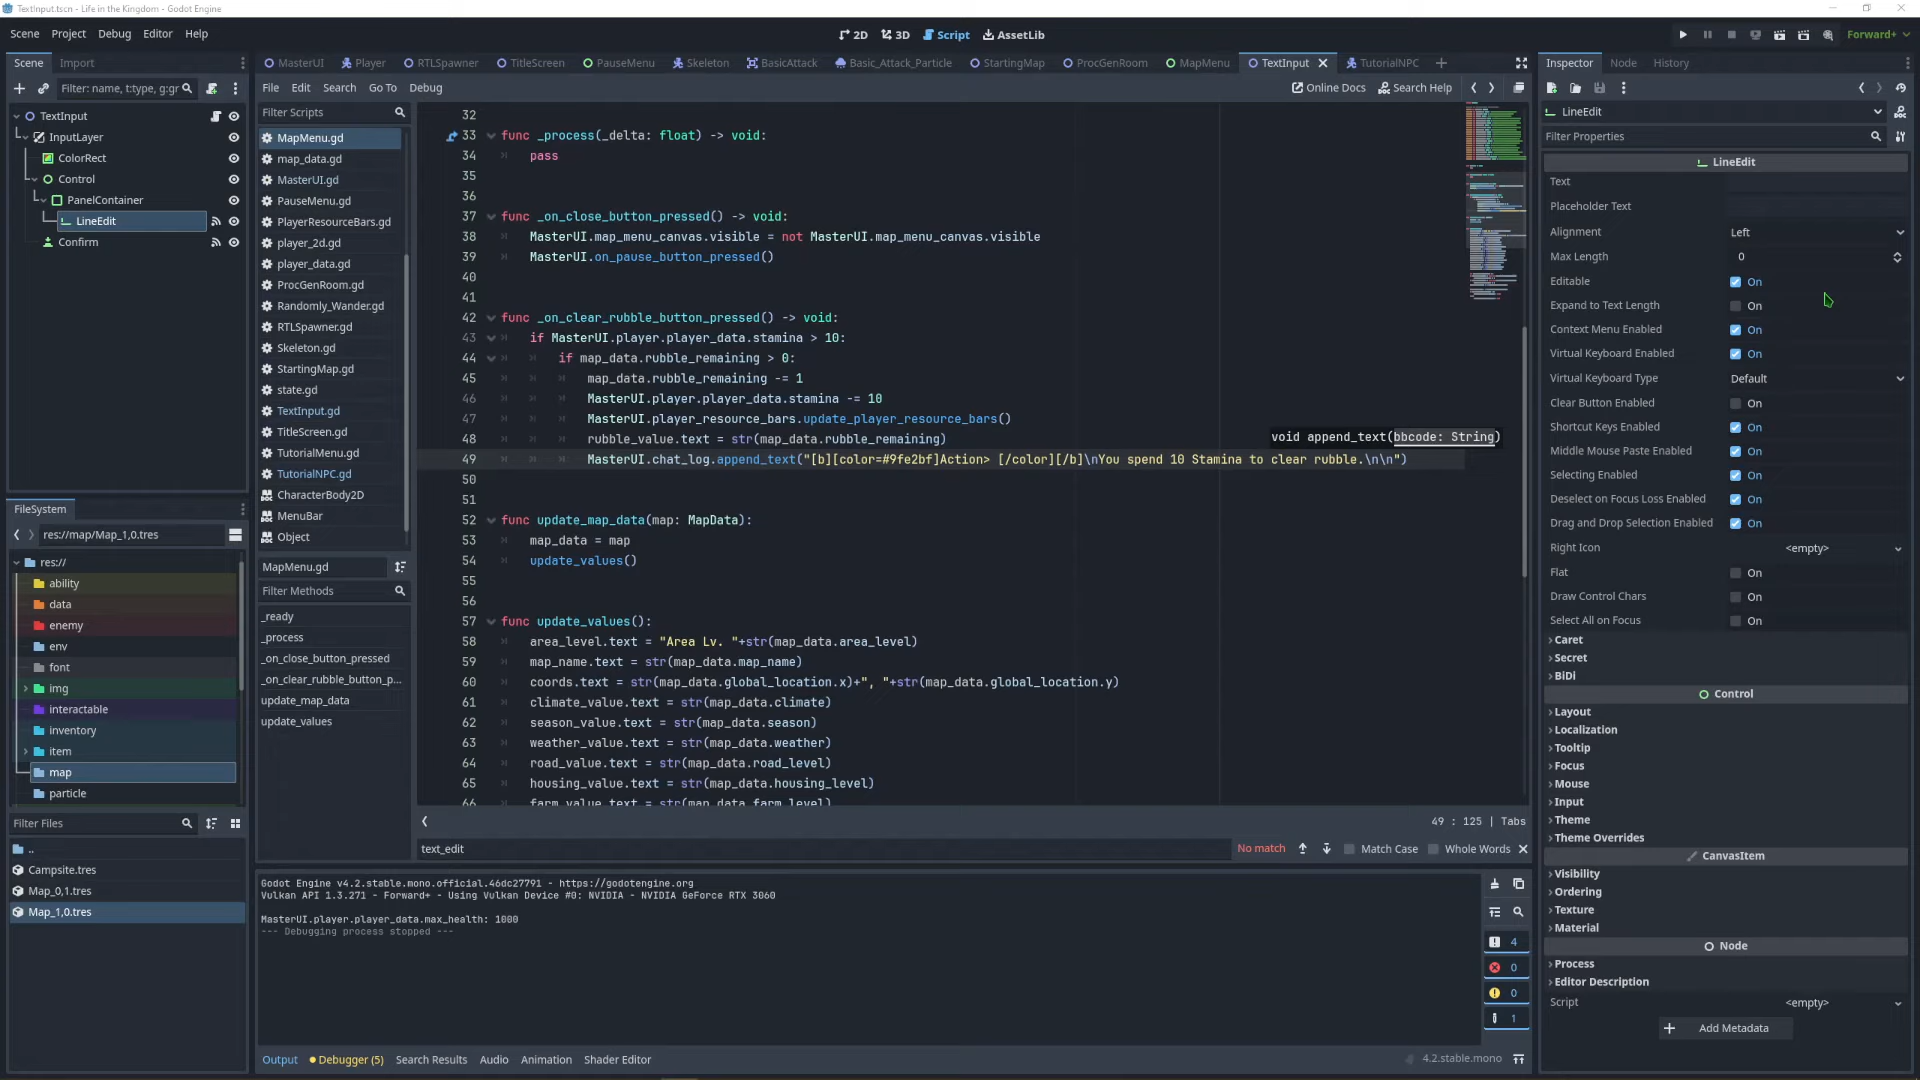 TextInput.tscn - Life in the Kingdom - Godot Engine
Scene Project Debug Editor Help
2D 3D Script AssetLib
Forward+
Scene Import
Filter: name, t:type, g:gr
TextInput
InputLayer
ColorRect
Control
PanelContainer
LineEdit
Confirm
FileSystem
res://map/Map_1,0.tres
res://
ability
data
enemy
env
font
img
interactable
inventory
item
map
particle
Filter Files
..
Campsite.tres
Map_0,1.tres
Map_1,0.tres
MasterUI Player RTLSpawner TitleScreen PauseMenu Skeleton BasicAttack Basic_Attack_Particle StartingMap ProcGenRoom MapMenu TextInput TutorialNPC
File Edit Search Go To Debug
Online Docs Search Help
Filter Scripts
MapMenu.gd
map_data.gd
MasterUI.gd
PauseMenu.gd
PlayerResourceBars.gd
player_2d.gd
player_data.gd
ProcGenRoom.gd
Randomly_Wander.gd
RTLSpawner.gd
Skeleton.gd
StartingMap.gd
state.gd
TextInput.gd
TitleScreen.gd
TutorialMenu.gd
TutorialNPC.gd
CharacterBody2D
MenuBar
Object
MapMenu.gd
Filter Methods
_ready
_process
_on_close_button_pressed
_on_clear_rubble_button_p...
update_map_data
update_values
32
33 func _process(_delta: float) -> void:
34 pass
35
36
37 func _on_close_button_pressed() -> void:
38 MasterUI.map_menu_canvas.visible = not MasterUI.map_menu_canvas.visible
39 MasterUI.on_pause_button_pressed()
40
41
42 func _on_clear_rubble_button_pressed() -> void:
43 if MasterUI.player.player_data.stamina > 10:
44 if map_data.rubble_remaining > 0:
45 map_data.rubble_remaining -= 1
46 MasterUI.player.player_data.stamina -= 10
47 MasterUI.player_resource_bars.update_player_resource_bars()
48 rubble_value.text = str(map_data.rubble_remaining)
void append_text(bbcode: String)
49 MasterUI.chat_log.append_text("[b][color=#9fe2bf]Action> [/color][/b]\nYou spend 10 Stamina to clear rubble.\n\n")
50
51
52 func update_map_data(map: MapData):
53 map_data = map
54 update_values()
55
56
57 func update_values():
58 area_level.text = "Area Lv. "+str(map_data.area_level)
59 map_name.text = str(map_data.map_name)
60 coords.text = str(map_data.global_location.x)+", "+str(map_data.global_location.y)
61 climate_value.text = str(map_data.climate)
62 season_value.text = str(map_data.season)
63 weather_value.text = str(map_data.weather)
64 road_value.text = str(map_data.road_level)
65 housing_value.text = str(map_data.housing_level)
66 farm_value.text = str(map_data.farm_level)
49 : 125 | Tabs
text_edit
No match Match Case Whole Words
Godot Engine v4.2.stable.mono.official.46dc27791 - https://godotengine.org
Vulkan API 1.3.271 - Forward+ - Using Vulkan Device #0: NVIDIA - NVIDIA GeForce RTX 3060
MasterUI.player.player_data.max_health: 1000
--- Debugging process stopped ---
4
0
0
1
Output Debugger (5) Search Results Audio Animation Shader Editor
4.2.stable.mono
Inspector Node History
LineEdit
Filter Properties
LineEdit
Text
Placeholder Text
Alignment Left
Max Length 0
Editable On
Expand to Text Length On
Context Menu Enabled On
Virtual Keyboard Enabled On
Virtual Keyboard Type Default
Clear Button Enabled On
Shortcut Keys Enabled On
Middle Mouse Paste Enabled On
Selecting Enabled On
Deselect on Focus Loss Enabled On
Drag and Drop Selection Enabled On
Right Icon <empty>
Flat On
Draw Control Chars On
Select All on Focus On
Caret
Secret
BiDi
Control
Layout
Localization
Tooltip
Focus
Mouse
Input
Theme
Theme Overrides
CanvasItem
Visibility
Ordering
Texture
Material
Node
Process
Editor Description
Script <empty>
Add Metadata